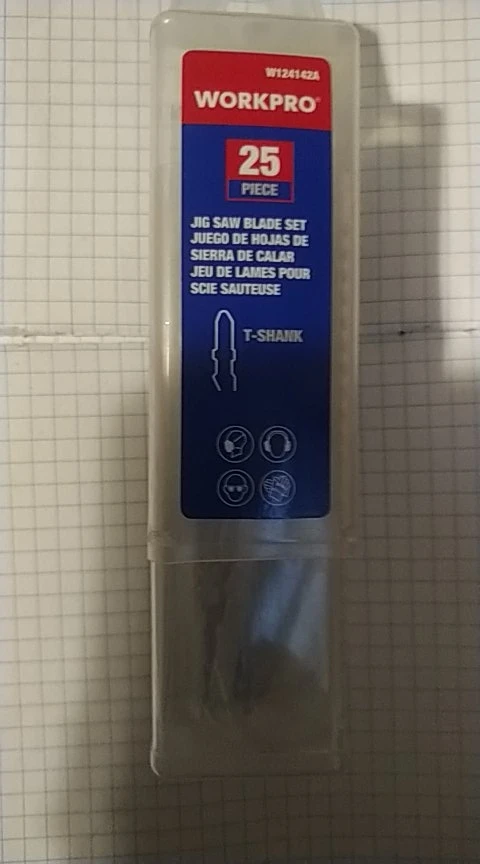 W124142A
WORKPRO®
25
PIECE
JIG SAW BLADE SET
JUEGO DE HOJAS DE
SIERRA DE CALAR
JEU DE LAMES POUR
SCIE SAUTEUSE
T-SHANK